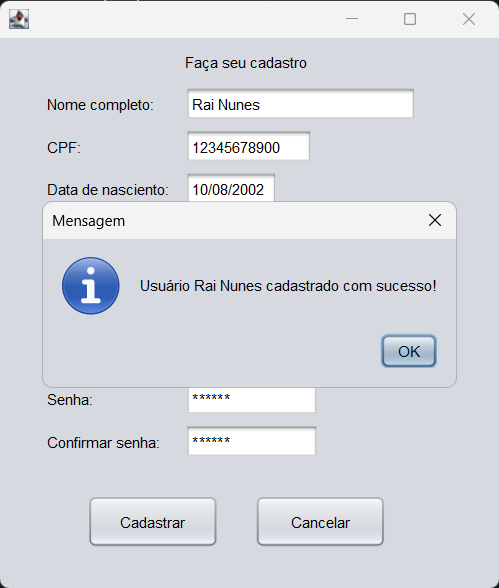 Faça seu cadastro
Nome completo: Rai Nunes
CPF: 12345678900
Data de nasciento: 10/08/2002
Mensagem
Usuário Rai Nunes cadastrado com sucesso!
OK
Senha: ******
Confirmar senha: ******
Cadastrar Cancelar